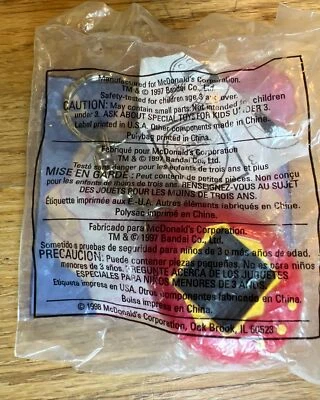 Manufactured for McDonald's Corporation.
TM & © 1997 Bandai Co., Ltd.
Safety-tested for children age 3 and over.
CAUTION: May contain small parts. Not intended for children
under 3. ASK ABOUT SPECIAL TOYS FOR KIDS UNDER 3.
Label printed in U.S.A. Other components made in China.
Polybag printed in China.
Fabriqué pour McDonald's Corporation
TM & © 1997 Bandai Co., Ltd.
Testé sans danger pour les enfants de trois ans et plus
MISE EN GARDE: Peut contenir de petites pièces. Non conçu
pour les enfants de moins de trois ans. RENSEIGNEZ-VOUS AU SUJET
DES JOUETS POUR LES MOINS DE TROIS ANS.
Étiquette imprimée aux E-U.A. Autres éléments fabriqués en Chine.
Polysac imprimé en Chine.
Fabricado para McDonald's Corporation.
TM & © 1997 Bandai Co., Ltd.
Sometidos a pruebas de seguridad para niños de 3 o más años de edad.
PRECAUCION: Puede contener piezas pequeñas. No es para niños
menores de 3 años. PREGUNTE ACERCA DE LOS JUGUETES
ESPECIALES PARA NIÑOS MENORES DE 3 AÑOS.
Etiqueta impresa en USA. Otros componentes fabricados en China.
Bolsa impresa en China.
© 1998 McDonald's Corporation, Oak Brook, IL 60523